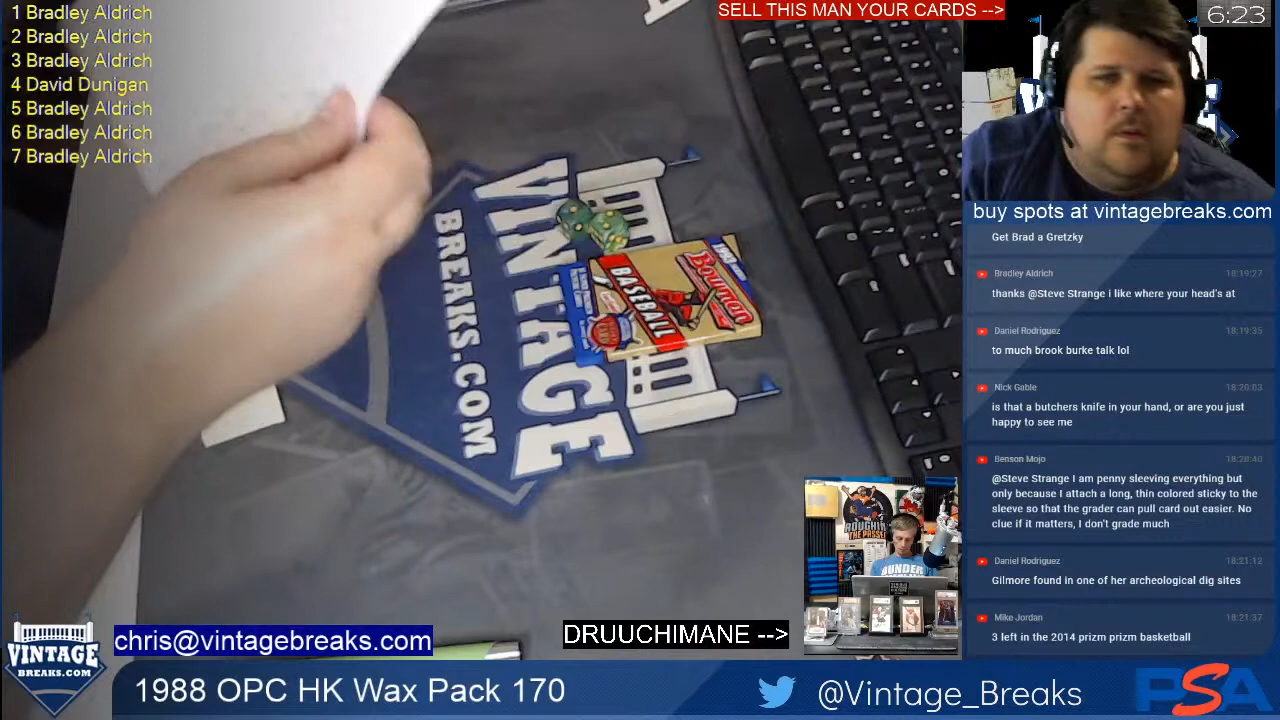 1 Bradley Aldrich
2 Bradley Aldrich
3 Bradley Aldrich
4 David Dunigan
5 Bradley Aldrich
6 Bradley Aldrich
7 Bradley Aldrich
SELL THIS MAN YOUR CARDS -->
6:23
buy spots at vintagebreaks.com
Get Brad a Gretzky
Bradley Aldrich 18:19:27
thanks @Steve Strange i like where your head's at
Daniel Rodriguez 18:19:35
to much brook burke talk lol
Nick Gable 18:20:03
is that a butchers knife in your hand, or are you just
happy to see me
Benson Mojo 18:20:40
@Steve Strange I am penny sleeving everything but
only because I attach a long, thin colored sticky to the
sleeve so that the grader can pull card out easier. No
clue if it matters, I don't grade much
Daniel Rodriguez 18:21:12
Gilmore found in one of her archeological dig sites
Mike Jordan 18:21:37
3 left in the 2014 prizm prizm basketball
VINTAGE
BREAKS.COM
Bowman
BASEBALL
ROUGHIN'
THE PASSER
DRUUCHIMANE -->
chris@vintagebreaks.com
VINTAGE
BREAKS.COM
1988 OPC HK Wax Pack 170
@Vintage_Breaks
PSA